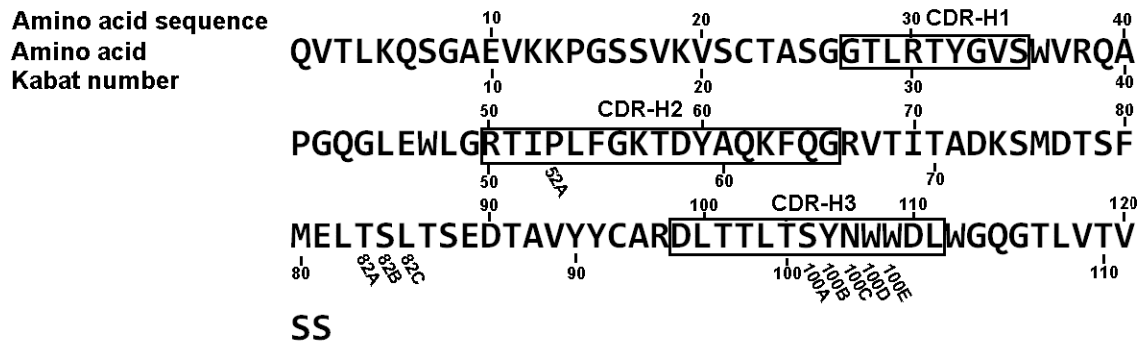 Amino acid sequence 10 20 30 CDR-H1 40
Amino acid QVTLKQSGAEVKKPGSSVKVSCTASGGTLRTYGVSWVRQA
Kabat number 10 20 30 40
50 CDR-H2 60 70 80
PGQGLEWLGRTIPLFGKTDYAQKFQGRVTITADKSMDTSF
50 52A 60 70
90 100 CDR-H3 110 120
MELTSLTSEDTAVYYCARDLTTLTSYNWWDLWGQGTLVTV
80 82A 82B 82C 90 100 100A 100B 100C 100D 100E 110
SS